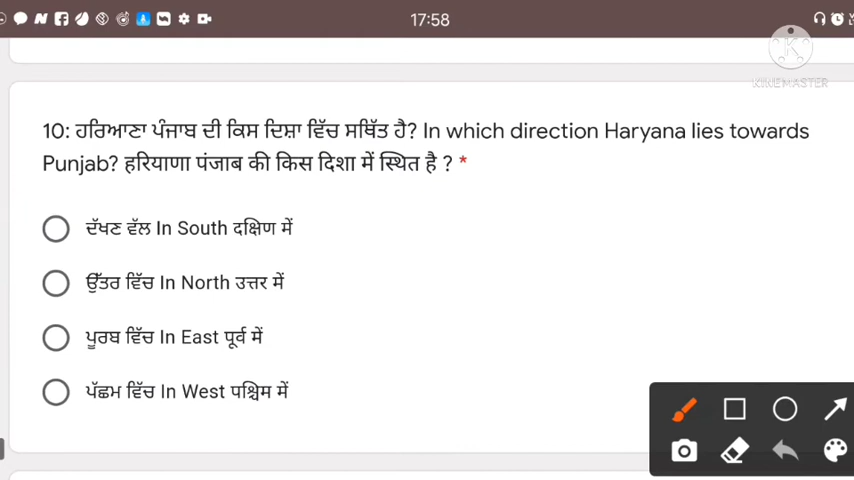 17:58
KINEMASTER
10: ਹਰਿਆਣਾ ਪੰਜਾਬ ਦੀ ਕਿਸ ਦਿਸ਼ਾ ਵਿੱਚ ਸਥਿੱਤ ਹੈ? In which direction Haryana lies towards
Punjab? हरियाणा पंजाब की किस दिशा में स्थित है ? *
ਦੱਖਣ ਵੱਲ In South दक्षिण में
ਉੱਤਰ ਵਿੱਚ In North उत्तर में
ਪੂਰਬ ਵਿੱਚ In East पूर्व में
ਪੱਛਮ ਵਿੱਚ In West पश्चिम में